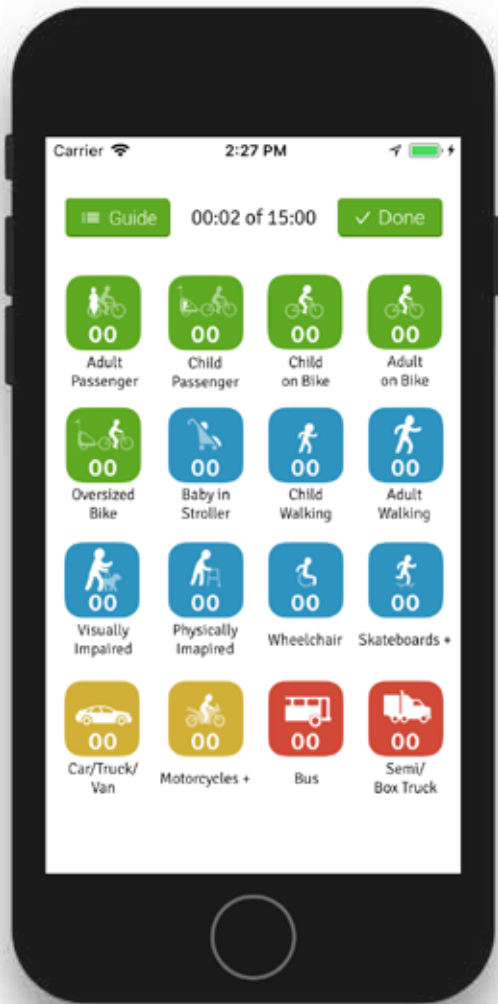 Carrier 2:27 PM
Guide 00:02 of 15:00 Done
00 00 00 00
Adult Child Child Adult
Passenger Passenger on Bike on Bike
00 00 00 00
Oversized Baby in Child Adult
Bike Stroller Walking Walking
00 00 00 00
Visually Physically Wheelchair Skateboards +
Impaired Imapired
00 00 00 00
Car/Truck/ Motorcycles + Bus Semi/
Van Box Truck